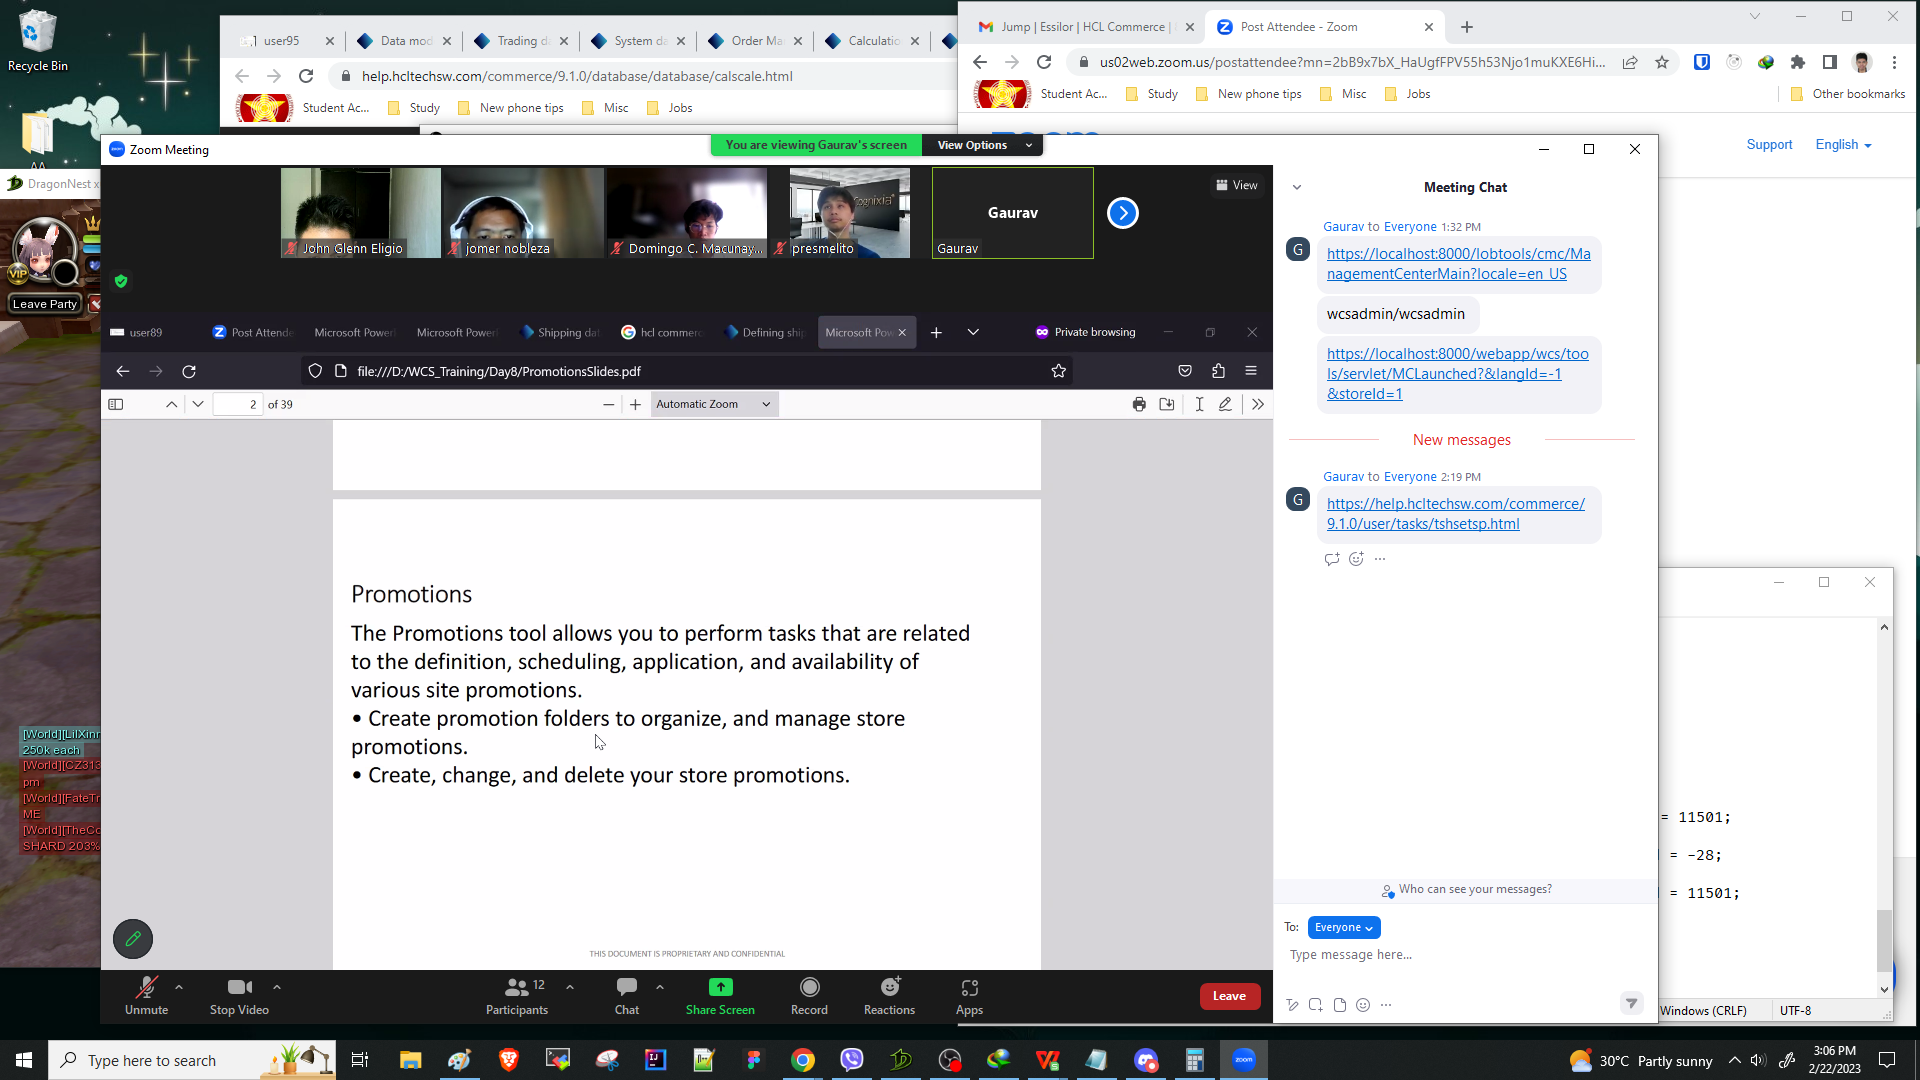 Recycle Bin
user95
Data mod
Trading da
System da
Order Ma
Calculatio
help.hcltechsw.com/commerce/9.1.0/database/database/calscale.html
Student Ac...
Study
New phone tips
Misc
Jobs
Jump | Essilor | HCL Commerce |
Post Attendee - Zoom
us02web.zoom.us/postattendee?mn=2bB9x7bX_HaUgfFPV55h53Njo1muKXE6Hi...
Student Ac...
Study
New phone tips
Misc
Jobs
Other bookmarks
Support
English
DragonNest x
VIP
Leave Party
Zoom Meeting
You are viewing Gaurav's screen
View Options
View
John Glenn Eligio
jomer nobleza
Domingo C. Macunay...
presmelito
Gaurav
Gaurav
user89
Post Attende
Microsoft Power
Microsoft Power
Shipping dat
hcl commerc
Defining ship
Microsoft Pow
Private browsing
file:///D:/WCS_Training/Day8/PromotionsSlides.pdf
2
of 39
Automatic Zoom
Promotions
The Promotions tool allows you to perform tasks that are related
to the definition, scheduling, application, and availability of
various site promotions.
• Create promotion folders to organize, and manage store
promotions.
• Create, change, and delete your store promotions.
THIS DOCUMENT IS PROPRIETARY AND CONFIDENTIAL
Unmute
Stop Video
12
Participants
Chat
Share Screen
Record
Reactions
Apps
Leave
Meeting Chat
Gaurav to Everyone 1:32 PM
G
https://localhost:8000/lobtools/cmc/Ma
nagementCenterMain?locale=en_US
wcsadmin/wcsadmin
https://localhost:8000/webapp/wcs/too
ls/servlet/MCLaunched?&langId=-1
&storeId=1
New messages
Gaurav to Everyone 2:19 PM
G
https://help.hcltechsw.com/commerce/
9.1.0/user/tasks/tshsetsp.html
Who can see your messages?
To:
Everyone
Type message here...
= 11501;
= -28;
= 11501;
Windows (CRLF)
UTF-8
[World][LilXinr
250k each
[World][CZ313
pm
[World][FateTr
ME
[World][TheCo
SHARD 203%
Type here to search
zoom
30°C Partly sunny
3:06 PM
2/22/2023